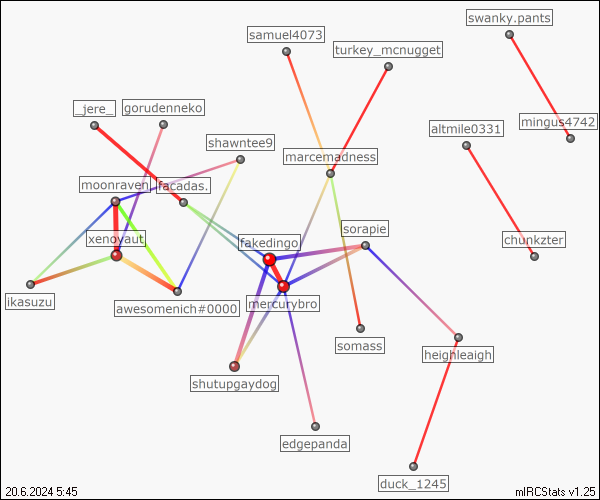 swanky.pants
samuel4073
turkey_mcnugget
_jere_
gorudenneko
mingus4742
altmile0331
shawntee9
marcemadness
moonraven
facadas.
sorapie
xenovaut
fakedingo
chunkzter
ikasuzu
awesomenich#0000
mercurybro
somass
heighleaigh
shutupgaydog
edgepanda
duck_1245
20.6.2024 5:45
mIRCStats v1.25